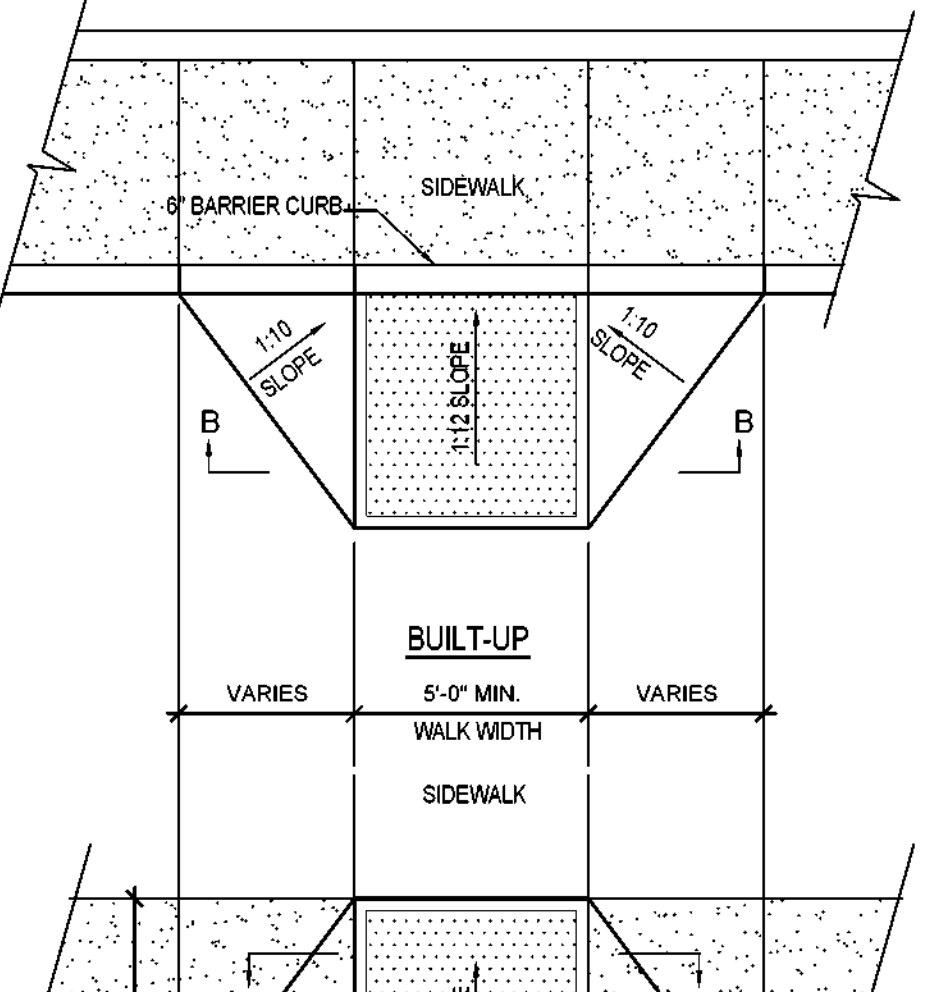 SIDEWALK
6" BARRIER CURB
1:10
SLOPE
1:12 SLOPE
1:10
SLOPE
B
B
BUILT-UP
VARIES
5'-0" MIN.
VARIES
WALK WIDTH
SIDEWALK